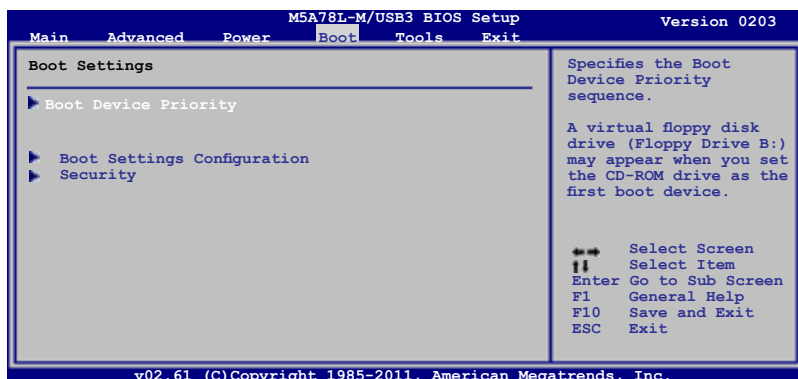 M5A78L-M/USB3 BIOS Setup Version 0203
Main Advanced Power Boot Tools Exit
Boot Settings
Boot Device Priority
Boot Settings Configuration
Security
Specifies the Boot
Device Priority
sequence.
A virtual floppy disk
drive (Floppy Drive B:)
may appear when you set
the CD-ROM drive as the
first boot device.
Select Screen
Select Item
Enter Go to Sub Screen
F1 General Help
F10 Save and Exit
ESC Exit
v02.61 (C)Copyright 1985-2011, American Megatrends, Inc.